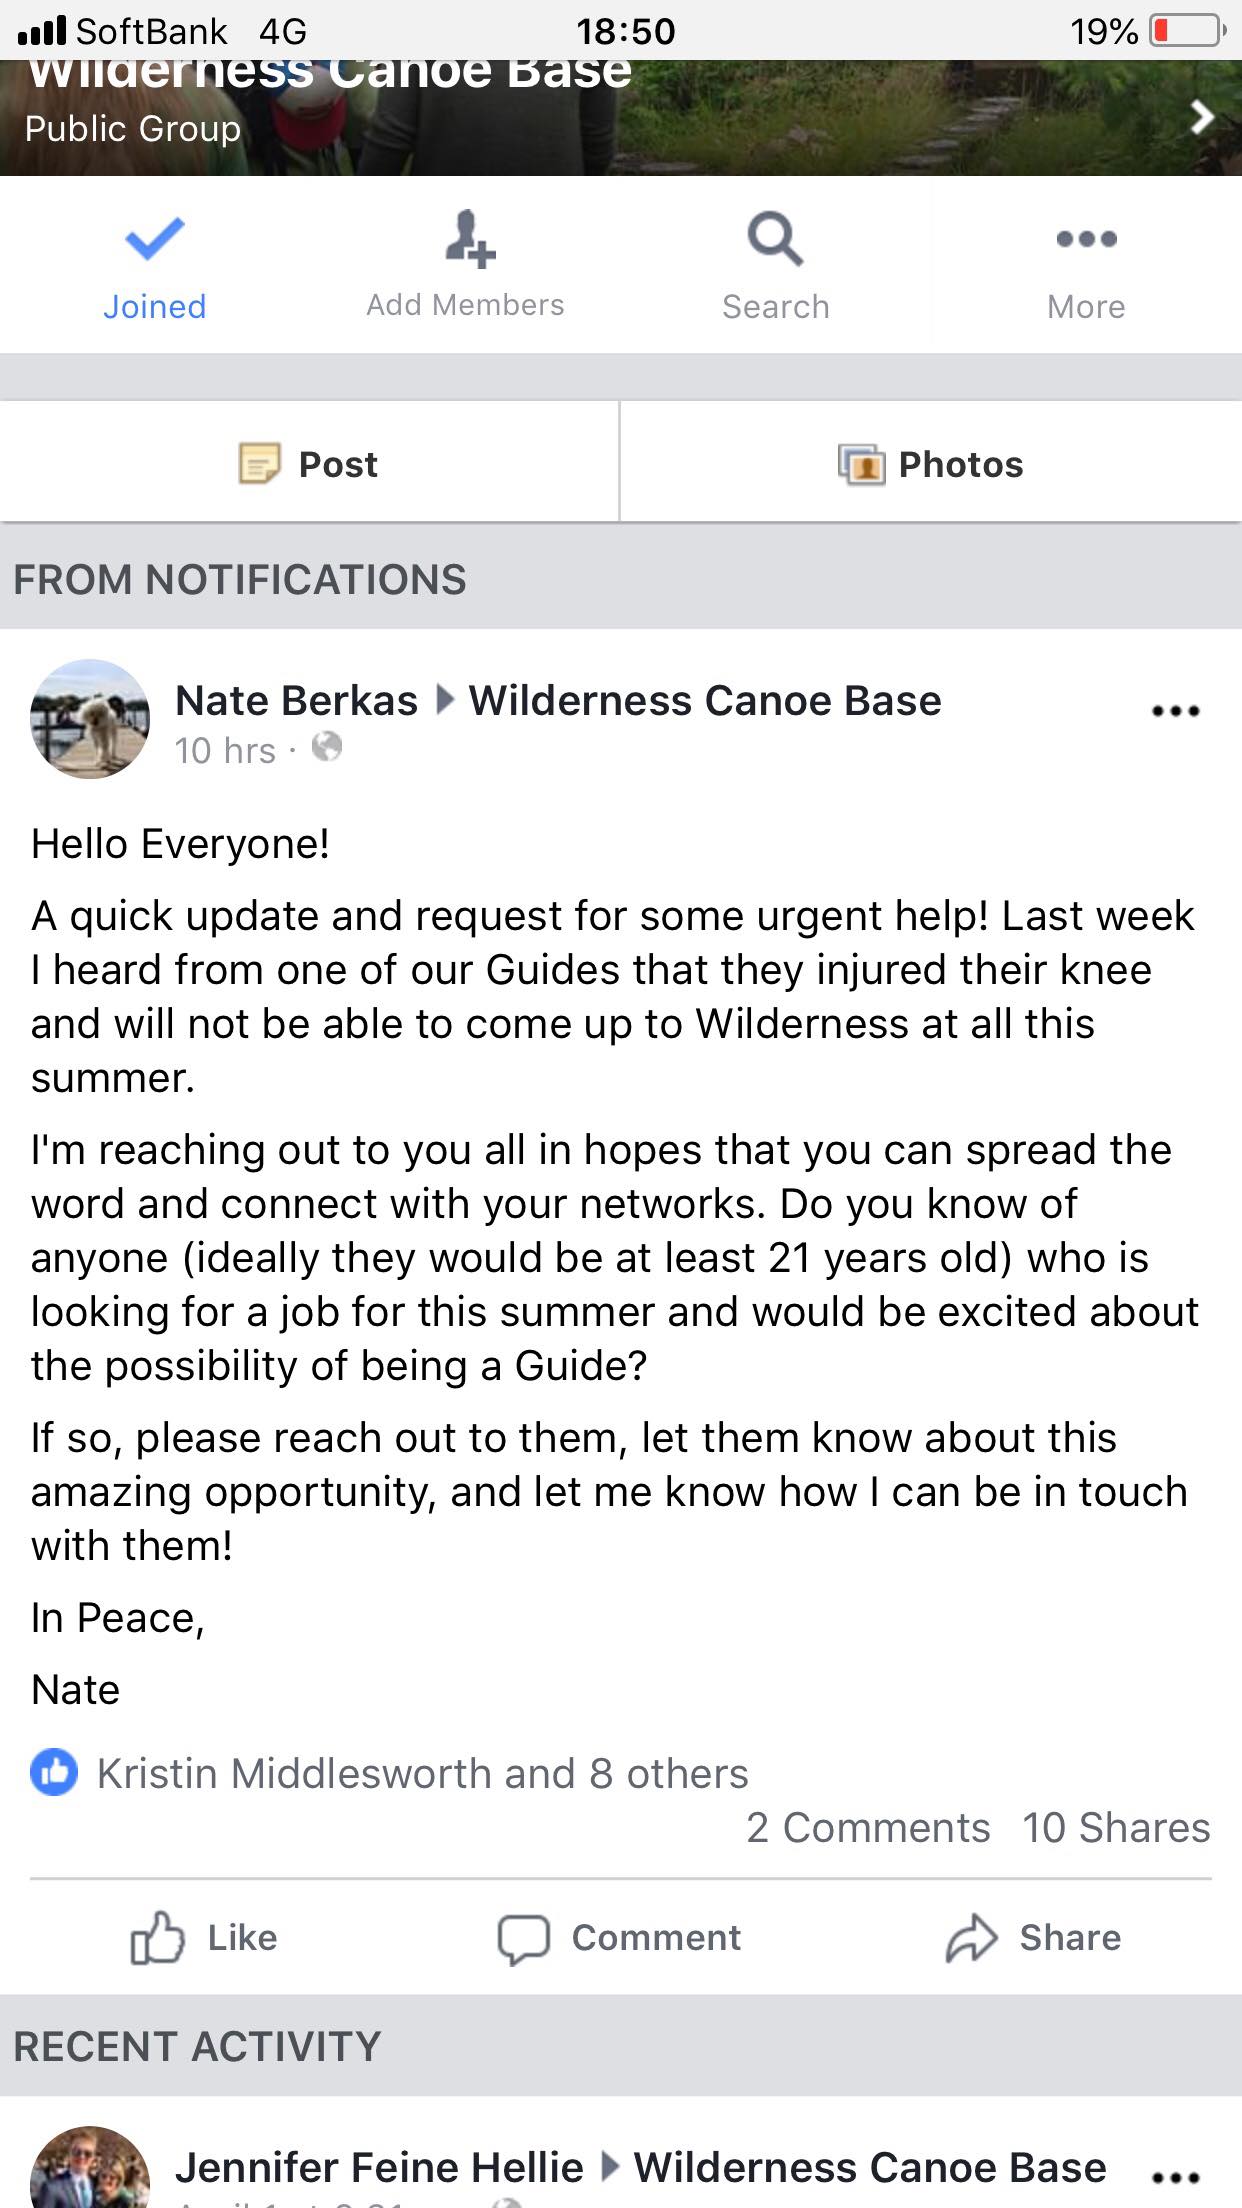 SoftBank 4G 18:50 19%
Wilderness Canoe Base
Public Group
Joined Add Members Search More
Post Photos
FROM NOTIFICATIONS
Nate Berkas Wilderness Canoe Base
10 hrs ·
Hello Everyone!
A quick update and request for some urgent help! Last week
I heard from one of our Guides that they injured their knee
and will not be able to come up to Wilderness at all this
summer.
I'm reaching out to you all in hopes that you can spread the
word and connect with your networks. Do you know of
anyone (ideally they would be at least 21 years old) who is
looking for a job for this summer and would be excited about
the possibility of being a Guide?
If so, please reach out to them, let them know about this
amazing opportunity, and let me know how I can be in touch
with them!
In Peace,
Nate
Kristin Middlesworth and 8 others
2 Comments 10 Shares
Like Comment Share
RECENT ACTIVITY
Jennifer Feine Hellie Wilderness Canoe Base